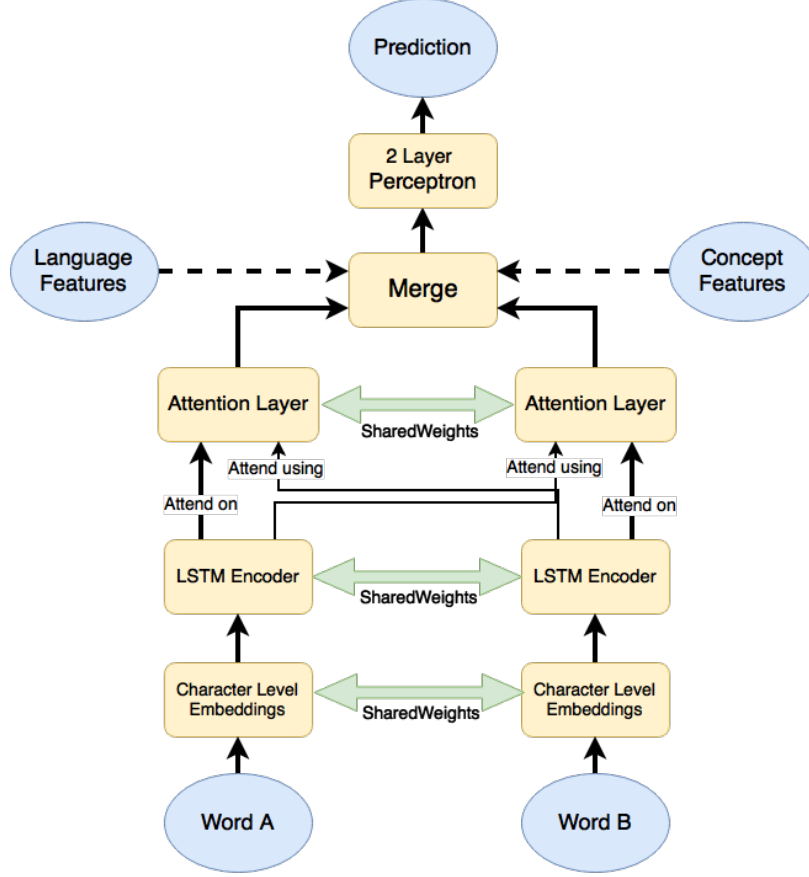 Prediction
2 Layer
Perceptron
Language
Features
Concept
Features
Merge
Attention Layer
Attention Layer
SharedWeights
Attend using
Attend using
Attend on
Attend on
LSTM Encoder
LSTM Encoder
SharedWeights
Character Level
Embeddings
Character Level
Embeddings
SharedWeights
Word A
Word B